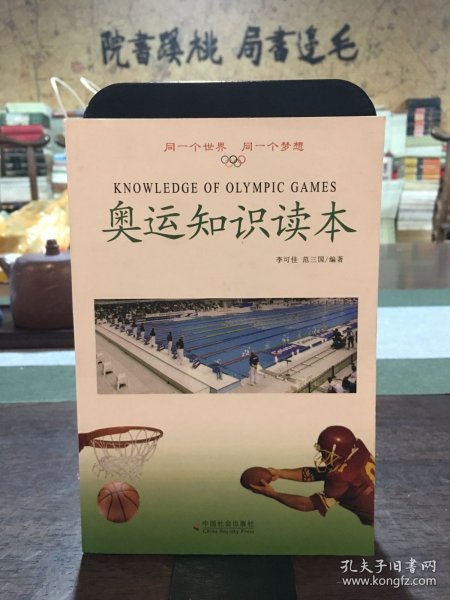 院書蹊桃 局書邊毛
同一个世界 同一个梦想
KNOWLEDGE OF OLYMPIC GAMES
奥运知识读本
李可佳 范三国/编著
中国社会出版社
China Society Press
孔夫子旧书网
www.kongfz.com